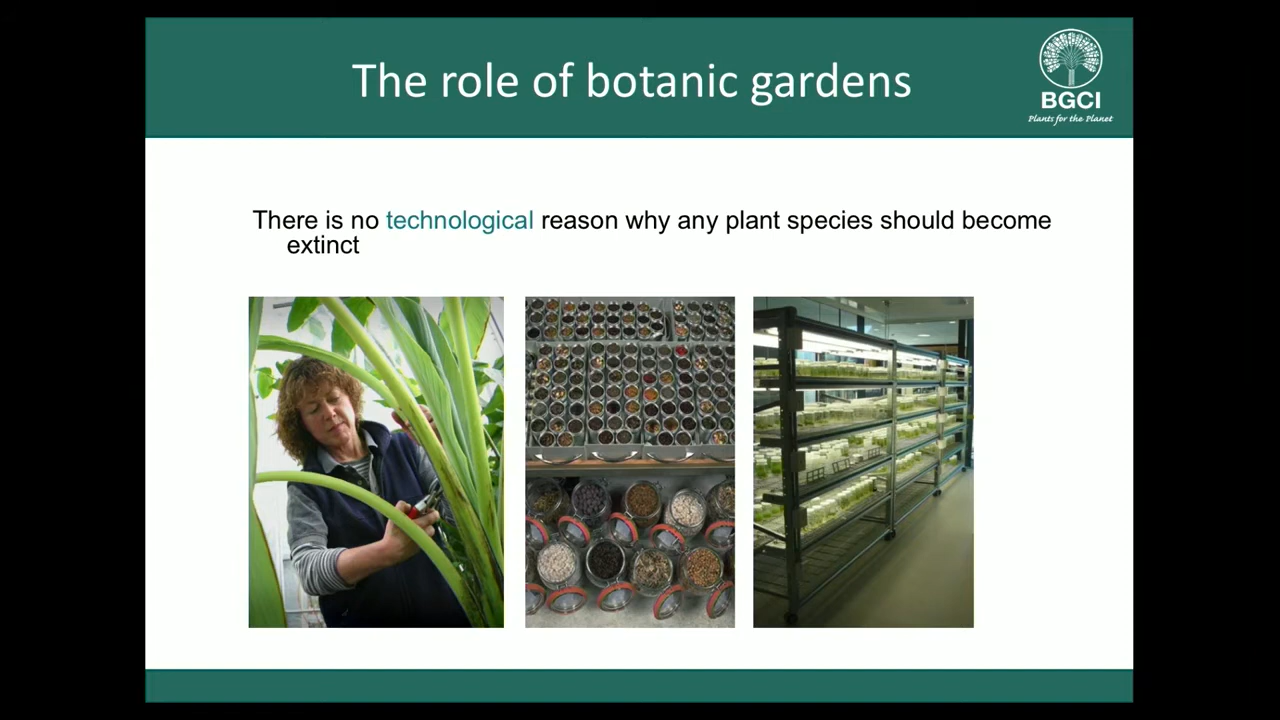 The role of botanic gardens
BGCI
Plants for the Planet
There is no technological reason why any plant species should become
extinct